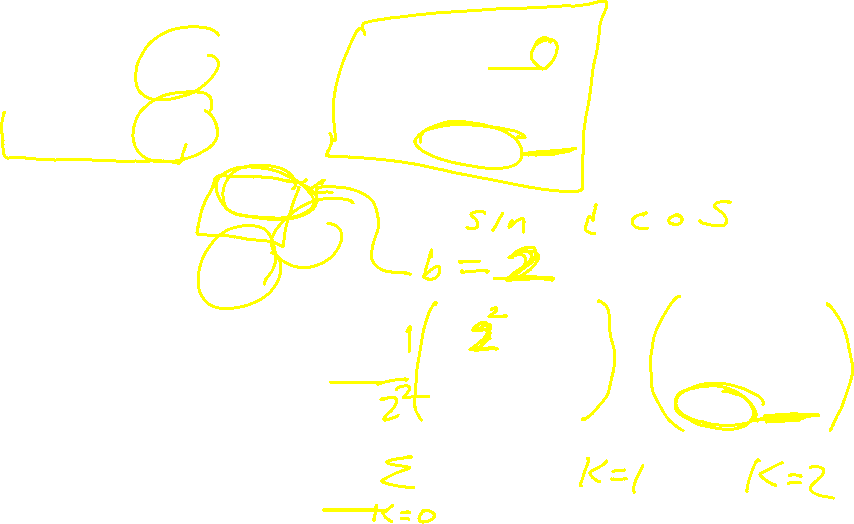 sin & cos
b = 2
1/2² ( 2² ) ( )
Σ K=1 K=2
K=0